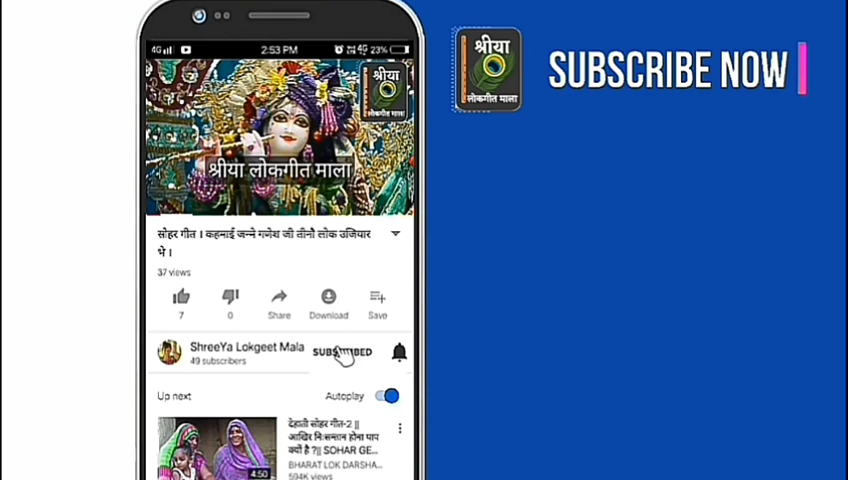 4G
2:53 PM
4G
23%
श्रीया
लोकगीत माला
श्रीया लोकगीत माला
सोहर गीत । कहमाई जन्मे गणेश जी तीनौ लोक उजियार
भे ।
37 views
7
0
Share
Download
Save
ShreeYa Lokgeet Mala
SUBSCRIBED
49 subscribers
Up next
Autoplay
देहाती सोहर गीत-2 ||
आखिर निःसन्तान होना पाप
क्यों है ?|| SOHAR GE...
BHARAT LOK DARSHA...
594K views
4:50
श्रीया
लोकगीत माला
SUBSCRIBE NOW